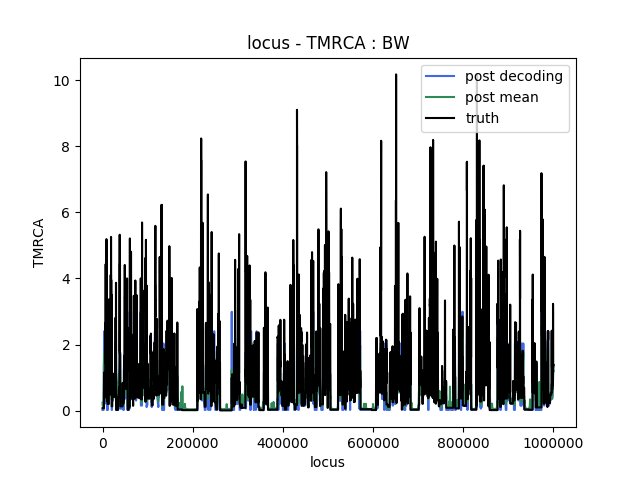 locus - TMRCA : BW
post decoding
post mean
truth
10
8
6
4
2
0
TMRCA
0
200000
400000
600000
800000
1000000
locus